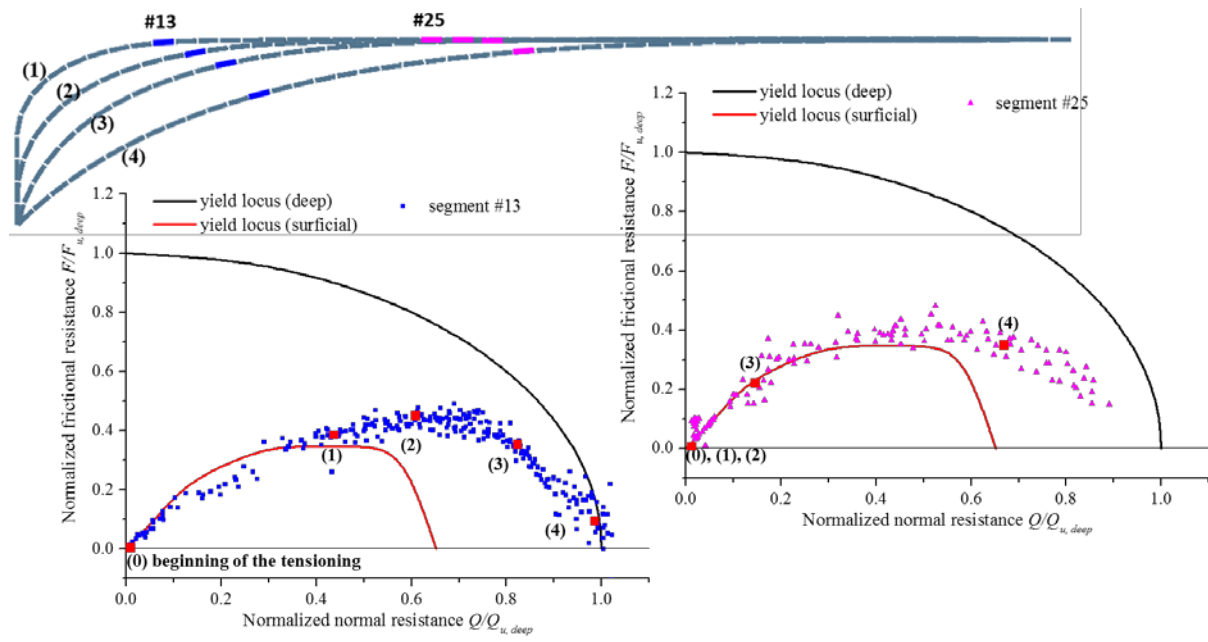 #13
#25
(1)
(2)
(3)
(4)
1.2
1.0
0.8
0.6
0.4
0.2
0.0
Normalized frictional resistance F/F_u, deep
yield locus (deep)
yield locus (surficial)
segment #25
(3)
(4)
(0), (1), (2)
0.0 0.2 0.4 0.6 0.8 1.0
Normalized normal resistance Q/Q_u, deep
1.2
1.0
0.8
0.6
0.4
0.2
0.0
Normalized frictional resistance F/F_u, deep
yield locus (deep)
yield locus (surficial)
segment #13
(1)
(2)
(3)
(4)
(0) beginning of the tensioning
0.0 0.2 0.4 0.6 0.8 1.0
Normalized normal resistance Q/Q_u, deep